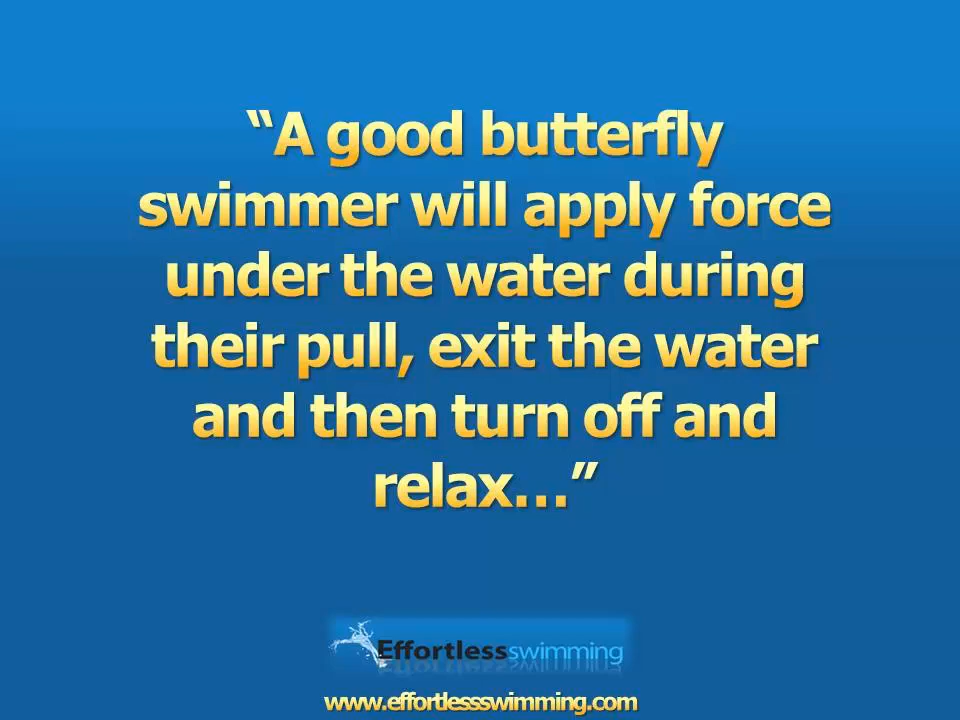 “A good butterfly
swimmer will apply force
under the water during
their pull, exit the water
and then turn off and
relax…”
Effortlessswimming
www.effortlessswimming.com